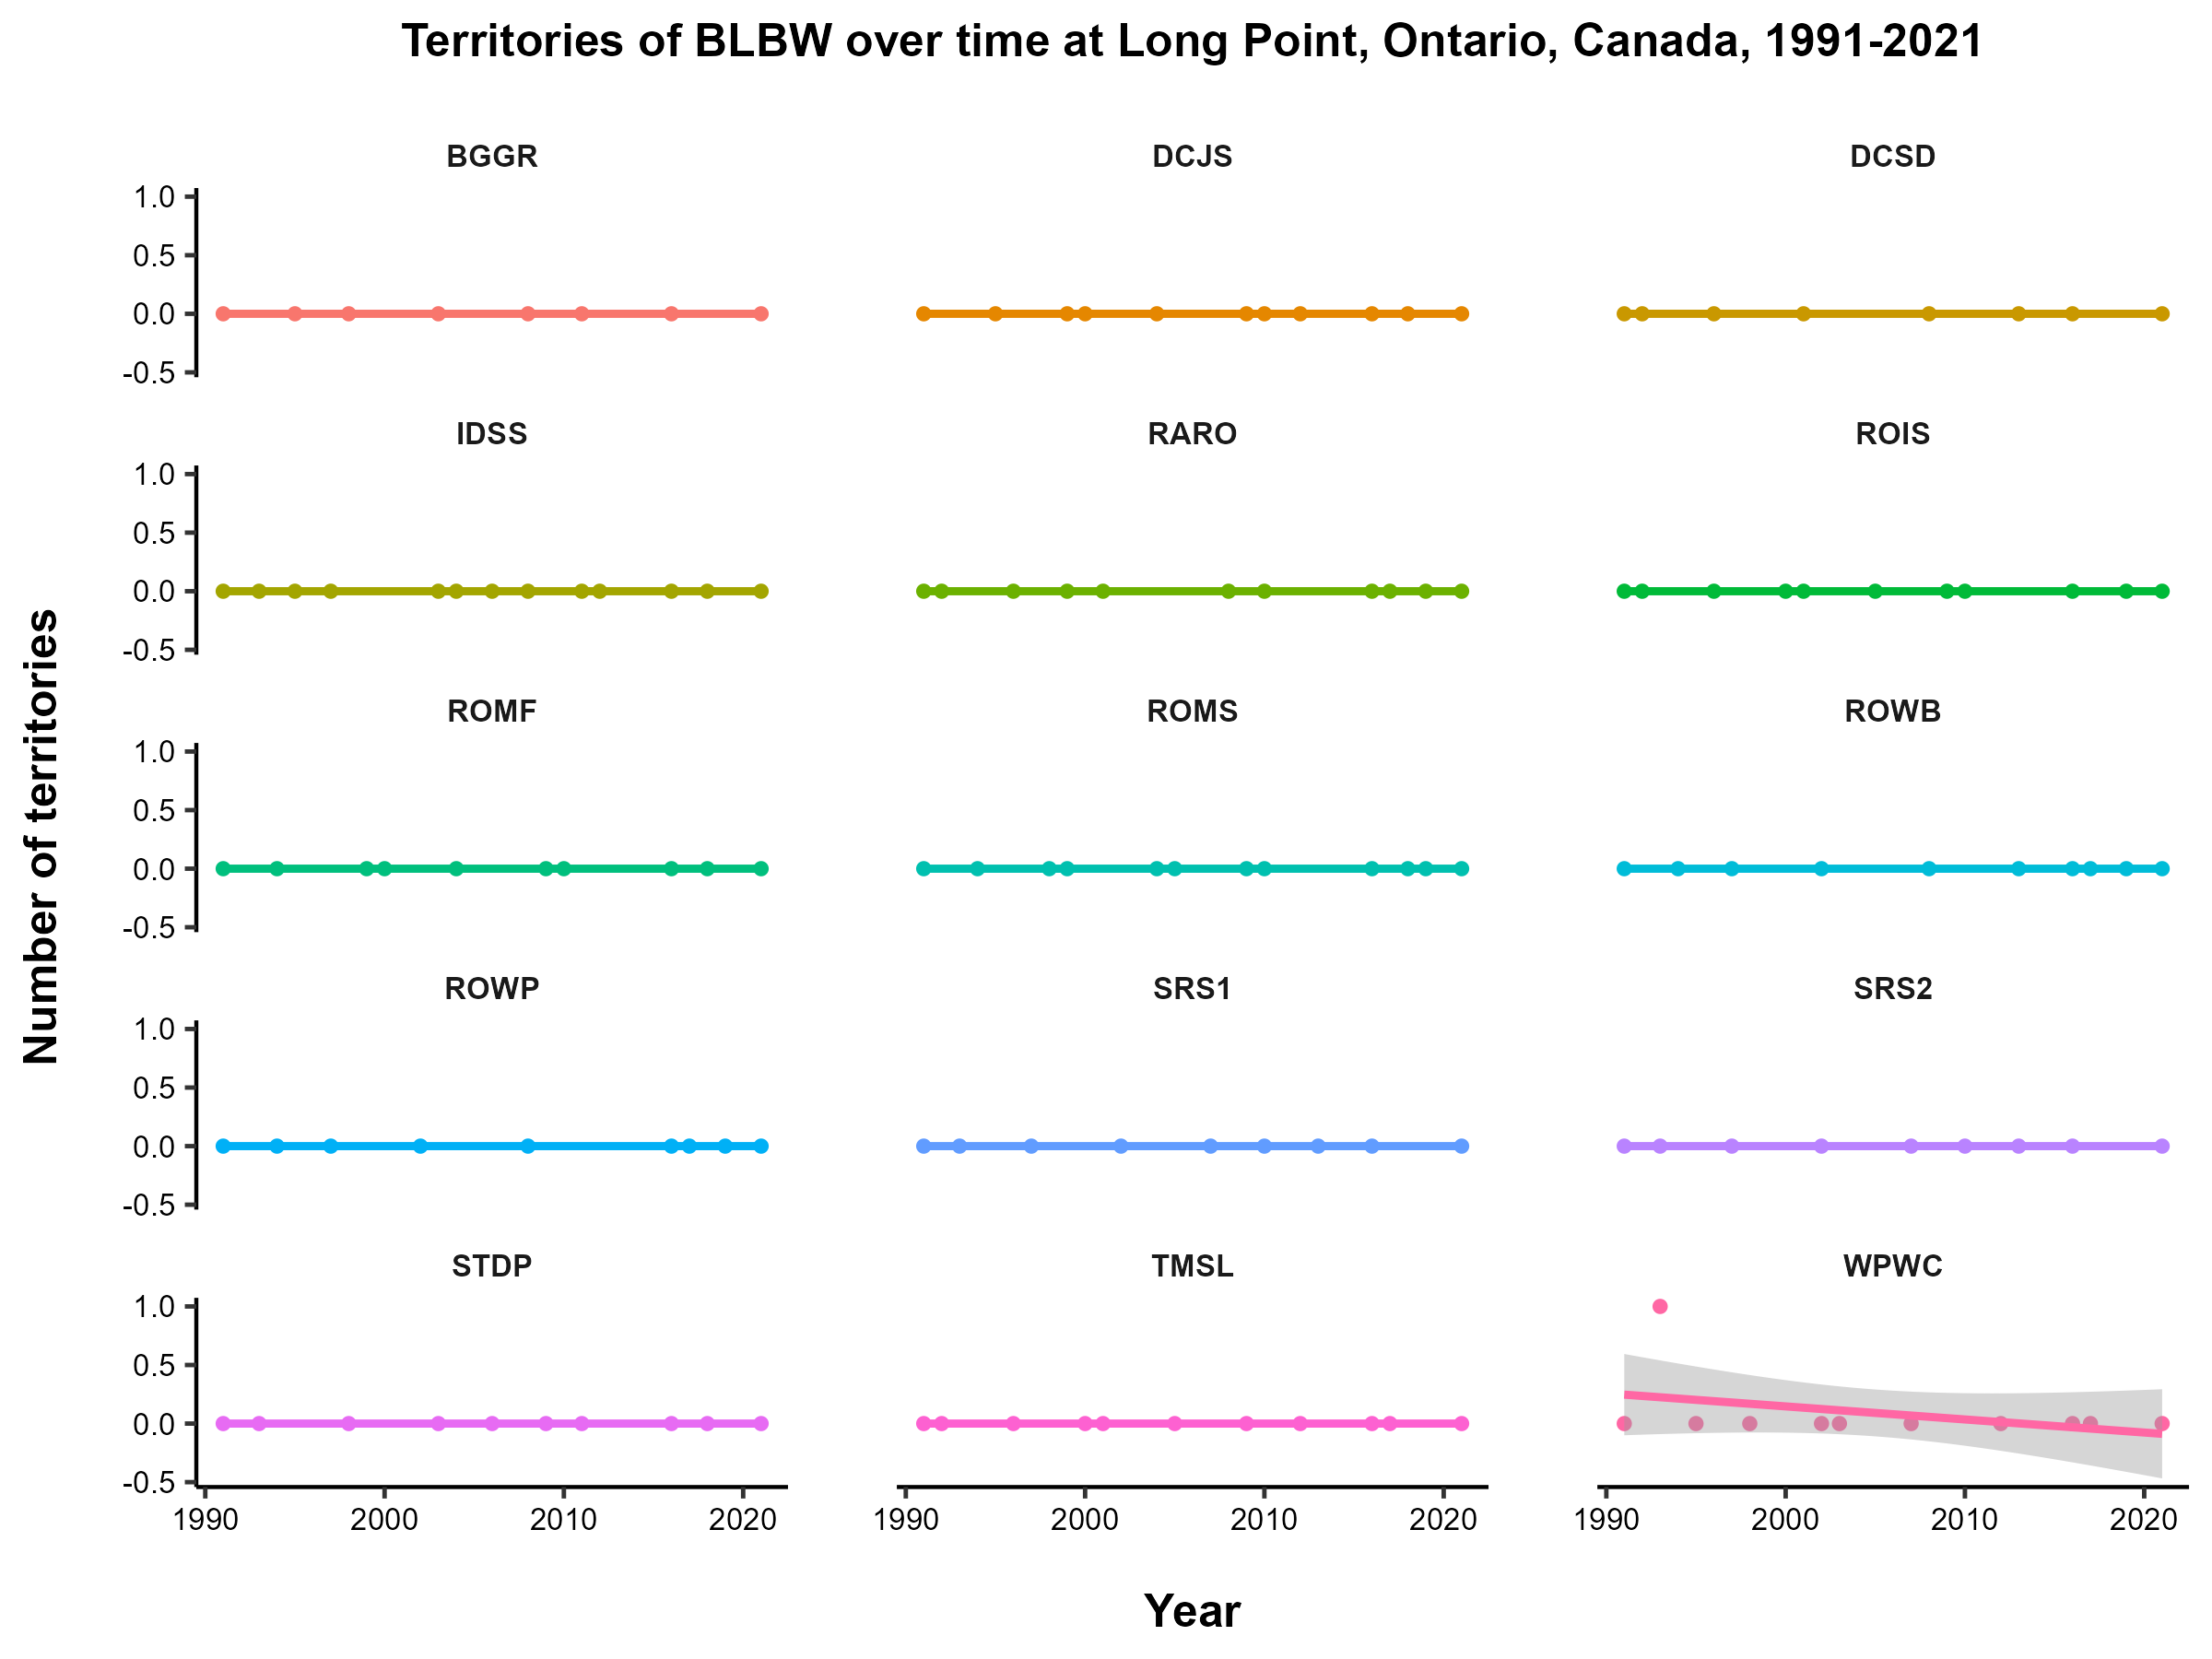 Territories of BLBW over time at Long Point, Ontario, Canada, 1991-2021
BGGR DCJS DCSD
1.0
0.5
0.0
-0.5
IDSS RARO ROIS
1.0
0.5
0.0
-0.5
ROMF ROMS ROWB
1.0
0.5
0.0
-0.5
ROWP SRS1 SRS2
1.0
0.5
0.0
-0.5
STDP TMSL WPWC
1.0
0.5
0.0
-0.5
1990 2000 2010 2020 1990 2000 2010 2020 1990 2000 2010 2020
Number of territories
Year